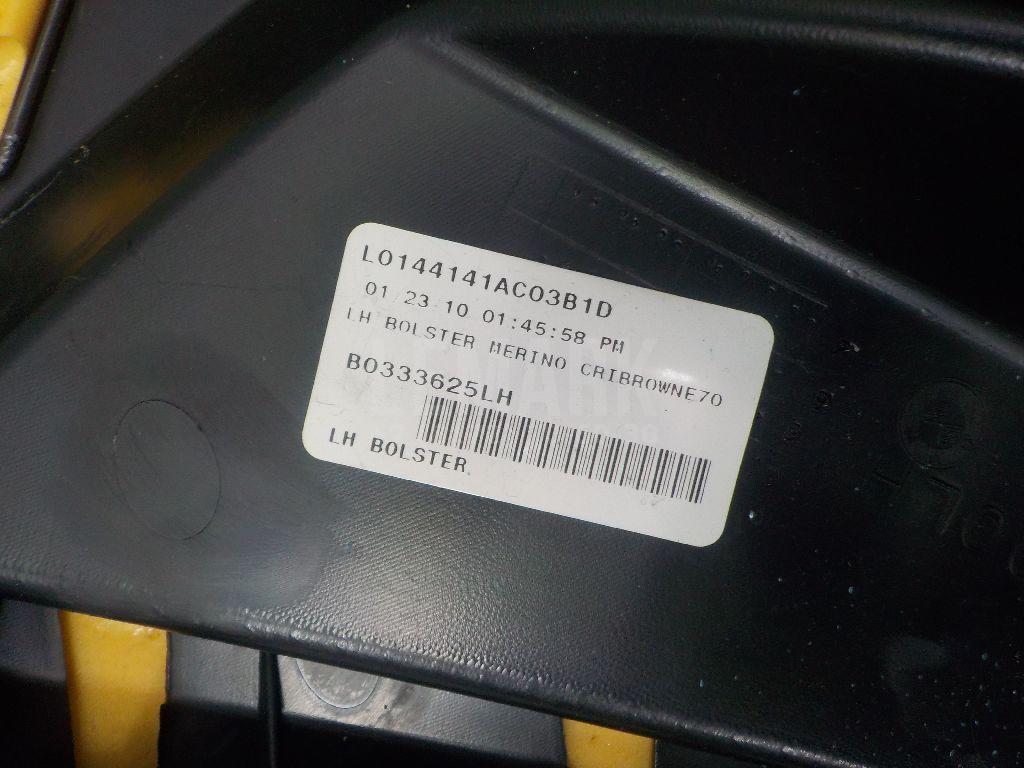 L0144141AC03B1D
01 23 10 01:45:58 PM
LH BOLSTER MERINO CRIBROWNE70
B0333625LH
LH BOLSTER